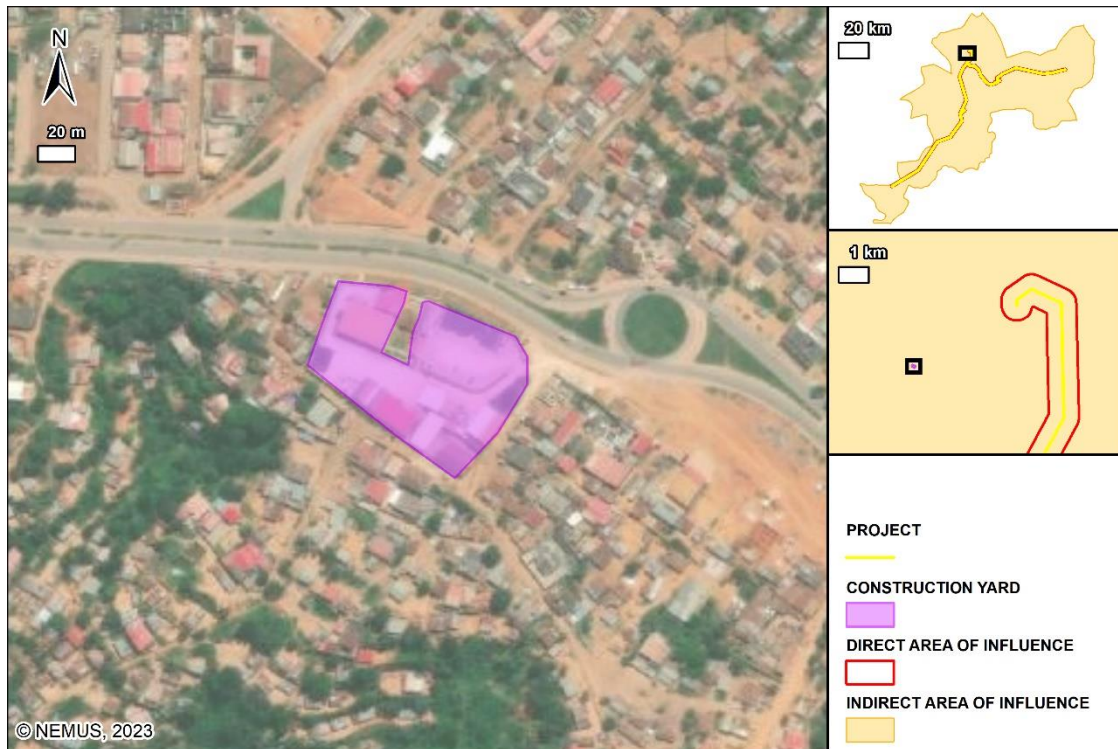 N
20 m
20 km
1 km
PROJECT
CONSTRUCTION YARD
DIRECT AREA OF INFLUENCE
INDIRECT AREA OF INFLUENCE
© NEMUS, 2023